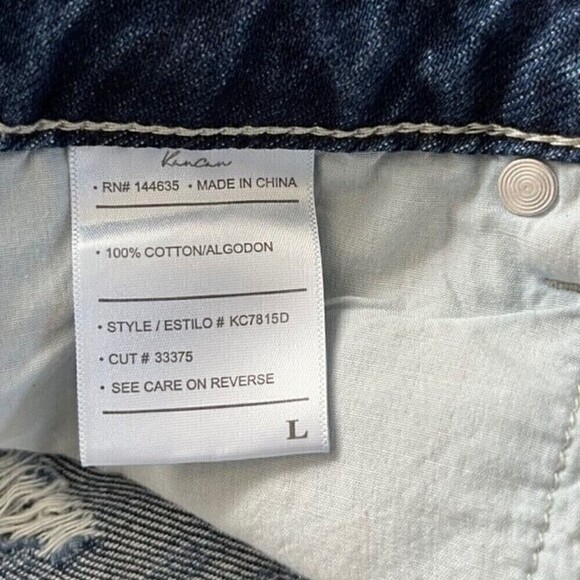 KanCan
• RN# 144635 • MADE IN CHINA
• 100% COTTON/ALGODON
• STYLE / ESTILO # KC7815D
• CUT # 33375
• SEE CARE ON REVERSE
L